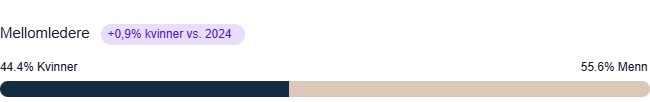 Mellomledere +0,9% kvinner vs. 2024
44.4% Kvinner 55.6% Menn